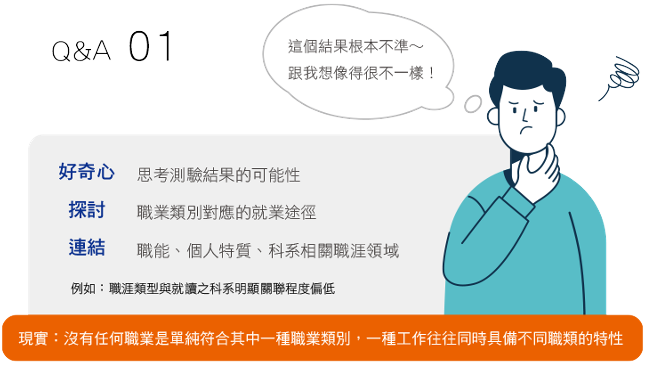 Q&A 01
這個結果根本不準～
跟我想像得很不一樣！
好奇心 思考測驗結果的可能性
探討 職業類別對應的就業途徑
連結 職能、個人特質、科系相關職涯領域
例如：職涯類型與就讀之科系明顯關聯程度偏低
現實：沒有任何職業是單純符合其中一種職業類別，一種工作往往同時具備不同職類的特性